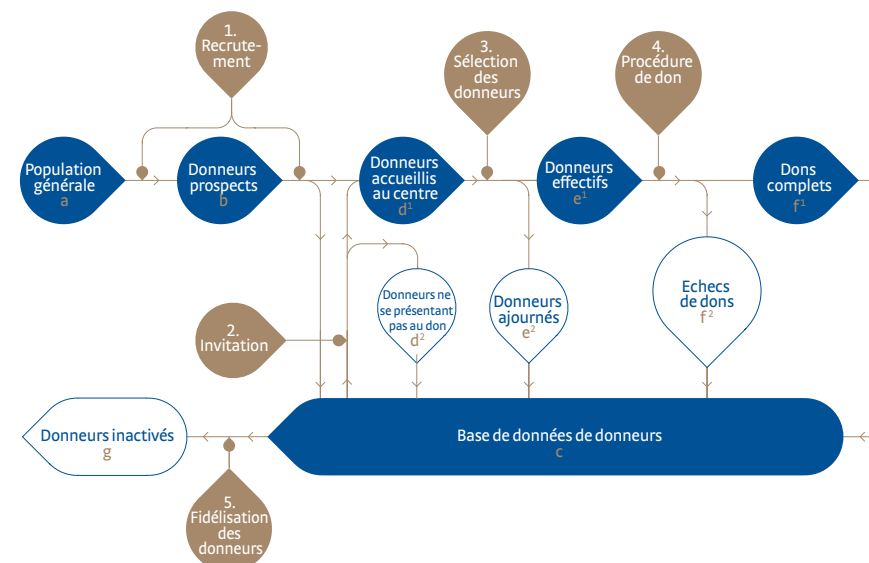 1.
Recrute-
ment
3.
Sélection
des
donneurs
4.
Procédure
de don
Population
générale
a
Donneurs
prospects
b
Donneurs
accueillis
au centre
d1
Donneurs
effectifs
e1
Dons
complets
f1
2.
Invitation
Donneurs ne
se présentant
pas au don
d2
Donneurs
ajournés
e2
Echecs
de dons
f2
Donneurs inactivés
g
Base de données de donneurs
c
5.
Fidélisation
des
donneurs